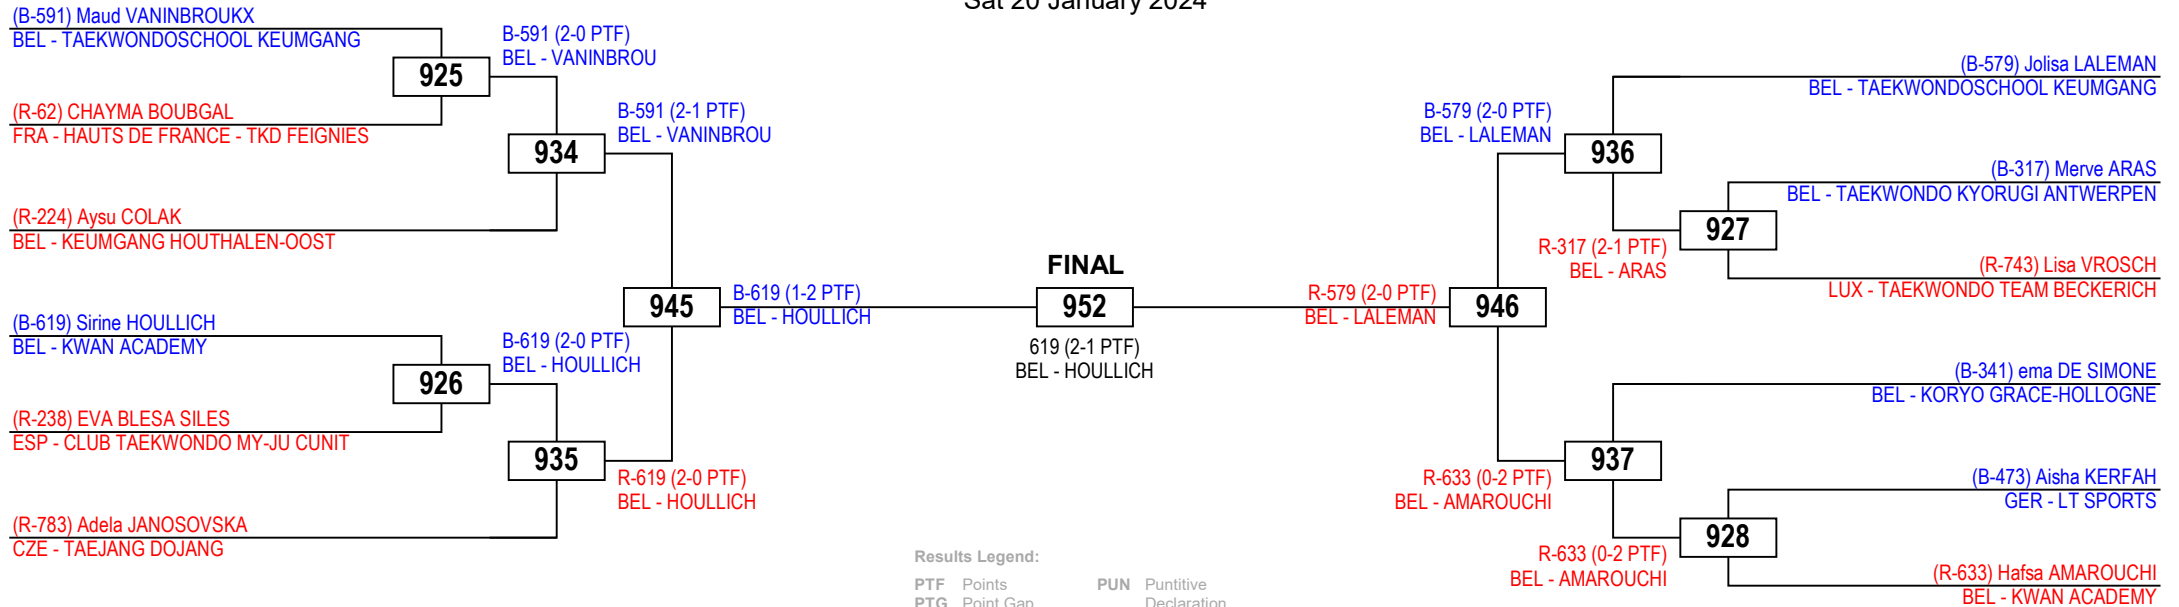 Sat 20 January 2024
(B-591) Maud VANINBROUKX
BEL - TAEKWONDOSCHOOL KEUMGANG
B-591 (2-0 PTF)
BEL - VANINBROU
925
(R-62) CHAYMA BOUBGAL
FRA - HAUTS DE FRANCE - TKD FEIGNIES
B-591 (2-1 PTF)
BEL - VANINBROU
934
(R-224) Aysu COLAK
BEL - KEUMGANG HOUTHALEN-OOST
945
B-619 (1-2 PTF)
BEL - HOULLICH
(B-619) Sirine HOULLICH
BEL - KWAN ACADEMY
B-619 (2-0 PTF)
BEL - HOULLICH
926
(R-238) EVA BLESA SILES
ESP - CLUB TAEKWONDO MY-JU CUNIT
935
R-619 (2-0 PTF)
BEL - HOULLICH
(R-783) Adela JANOSOVSKA
CZE - TAEJANG DOJANG
FINAL
952
619 (2-1 PTF)
BEL - HOULLICH
(B-579) Jolisa LALEMAN
BEL - TAEKWONDOSCHOOL KEUMGANG
B-579 (2-0 PTF)
BEL - LALEMAN
936
(B-317) Merve ARAS
BEL - TAEKWONDO KYORUGI ANTWERPEN
927
R-317 (2-1 PTF)
BEL - ARAS
(R-743) Lisa VROSCH
LUX - TAEKWONDO TEAM BECKERICH
R-579 (2-0 PTF)
BEL - LALEMAN
946
(B-341) ema DE SIMONE
BEL - KORYO GRACE-HOLLOGNE
937
R-633 (0-2 PTF)
BEL - AMAROUCHI
(B-473) Aisha KERFAH
GER - LT SPORTS
928
R-633 (0-2 PTF)
BEL - AMAROUCHI
(R-633) Hafsa AMAROUCHI
BEL - KWAN ACADEMY
Results Legend:
PTF Points PUN Puntitive
PTG Point Gap Declaration